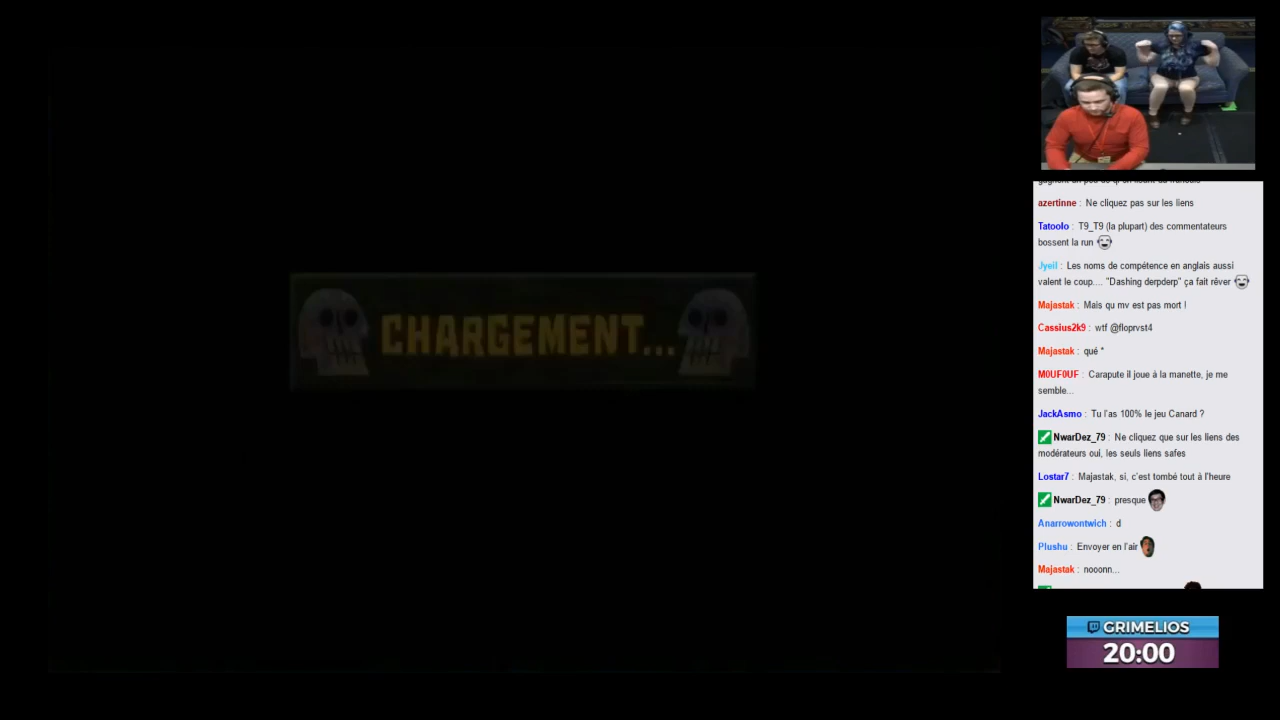 CHARGEMENT...
azertinne : Ne cliquez pas sur les liens
Tatoolo : T9_T9 (la plupart) des commentateurs
bossent la run
Jyeil : Les noms de compétence en anglais aussi
valent le coup.... "Dashing derpderp" ça fait rêver
Majastak : Mais qu mv est pas mort !
Cassius2k9 : wtf @floprvst4
Majastak : qué *
M0UF0UF : Carapute il joue à la manette, je me
semble...
JackAsmo : Tu l'as 100% le jeu Canard ?
NwarDez_79 : Ne cliquez que sur les liens des
modérateurs oui, les seuls liens safes
Lostar7 : Majastak, si, c'est tombé tout à l'heure
NwarDez_79 : presque
Anarrowontwich : d
Plushu : Envoyer en l'air
Majastak : nooonn...
GRIMELIOS
20:00